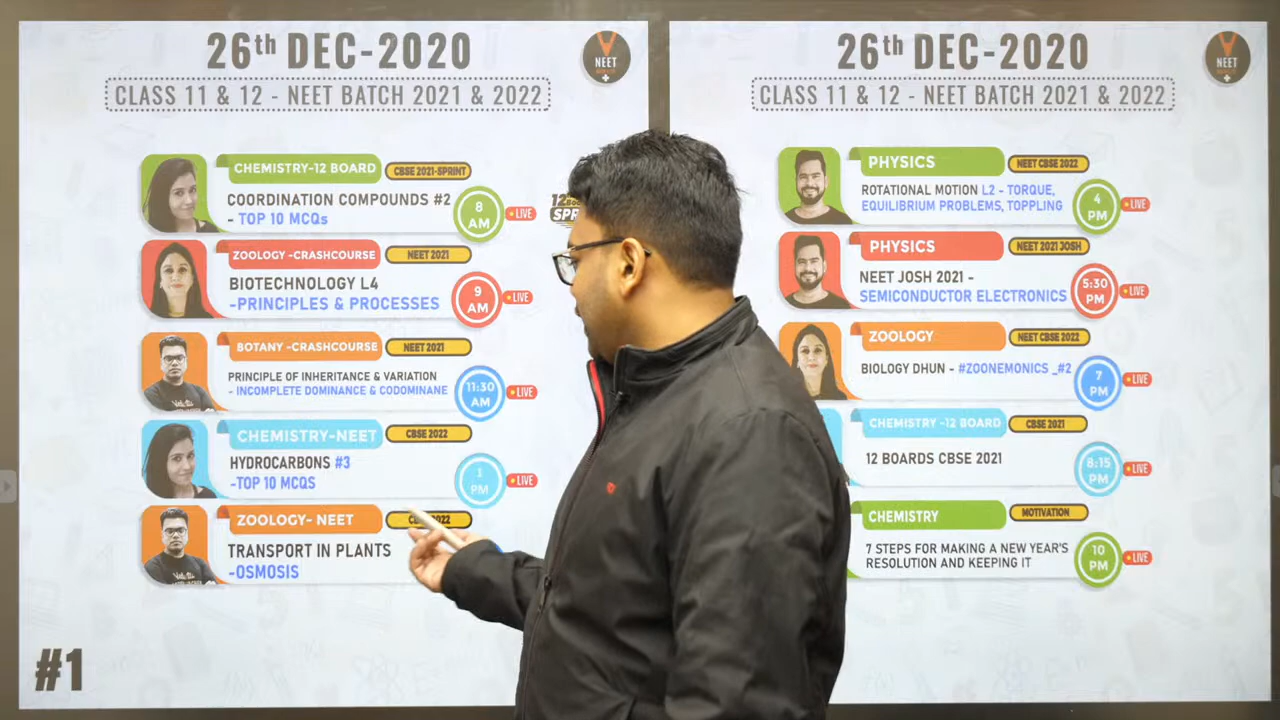 26th DEC-2020
CLASS 11 & 12 - NEET BATCH 2021 & 2022
NEET
CHEMISTRY-12 BOARD
CBSE 2021-SPRINT
COORDINATION COMPOUNDS #2
- TOP 10 MCQs
8
AM
LIVE
ZOOLOGY -CRASHCOURSE
NEET 2021
BIOTECHNOLOGY L4
-PRINCIPLES & PROCESSES
9
AM
LIVE
BOTANY -CRASHCOURSE
NEET 2021
PRINCIPLE OF INHERITANCE & VARIATION
- INCOMPLETE DOMINANCE & CODOMINANE
11:30
AM
LIVE
CHEMISTRY-NEET
CBSE 2022
HYDROCARBONS #3
-TOP 10 MCQS
1
PM
LIVE
ZOOLOGY- NEET
2022
TRANSPORT IN PLANTS
-OSMOSIS
#1
26th DEC-2020
CLASS 11 & 12 - NEET BATCH 2021 & 2022
NEET
PHYSICS
NEET CBSE 2022
ROTATIONAL MOTION L2 - TORQUE,
EQUILIBRIUM PROBLEMS, TOPPLING
4
PM
LIVE
PHYSICS
NEET 2021 JOSH
NEET JOSH 2021 -
SEMICONDUCTOR ELECTRONICS
5:30
PM
LIVE
ZOOLOGY
NEET CBSE 2022
BIOLOGY DHUN - #ZOONEMONICS _#2
7
PM
LIVE
CHEMISTRY -12 BOARD
CBSE 2021
12 BOARDS CBSE 2021
8:15
PM
LIVE
CHEMISTRY
MOTIVATION
7 STEPS FOR MAKING A NEW YEAR'S
RESOLUTION AND KEEPING IT
10
PM
LIVE